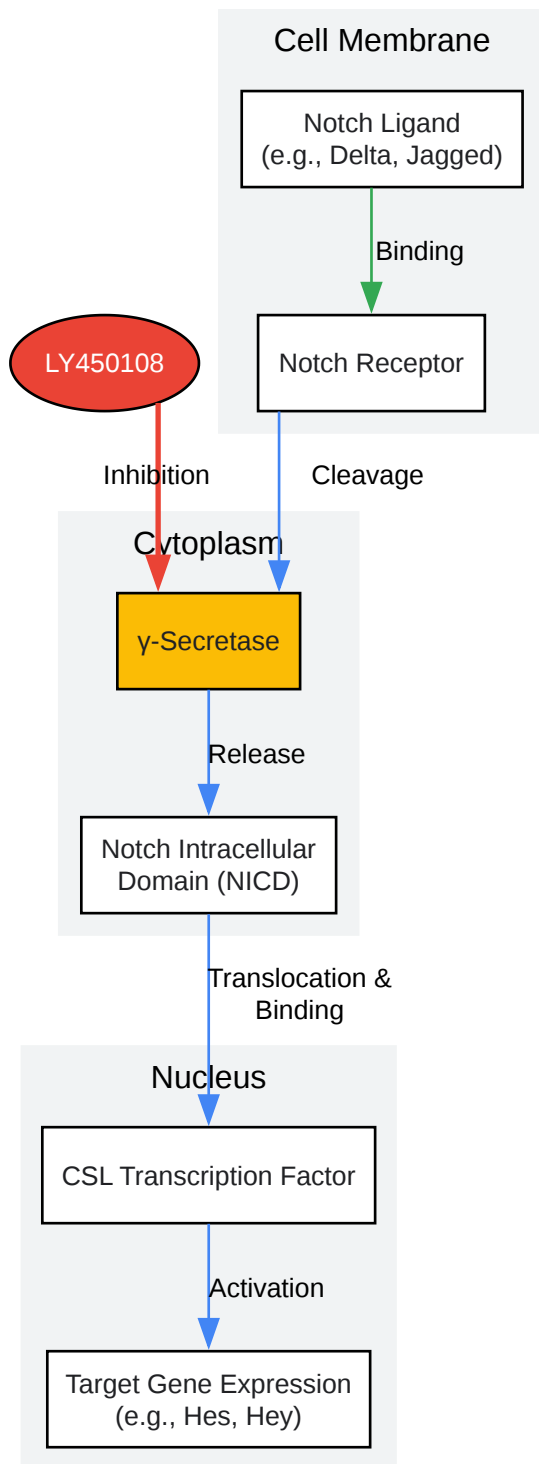 Cell Membrane
Notch Ligand
(e.g., Delta, Jagged)
Binding
LY450108
Notch Receptor
Inhibition
Cleavage
Cytoplasm
γ-Secretase
Release
Notch Intracellular
Domain (NICD)
Translocation &
Binding
Nucleus
CSL Transcription Factor
Activation
Target Gene Expression
(e.g., Hes, Hey)